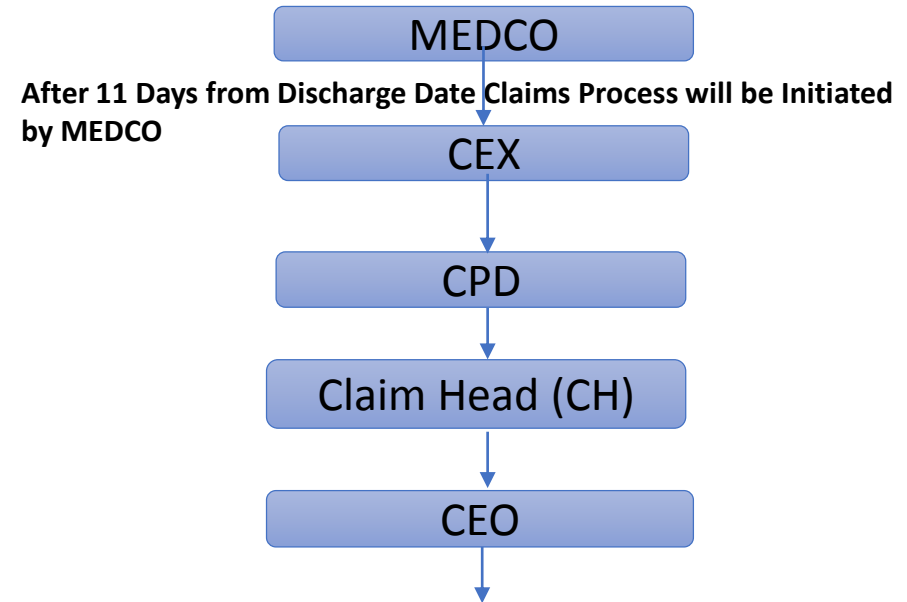 MEDCO
After 11 Days from Discharge Date Claims Process will be Initiated
by MEDCO
CEX
CPD
Claim Head (CH)
CEO